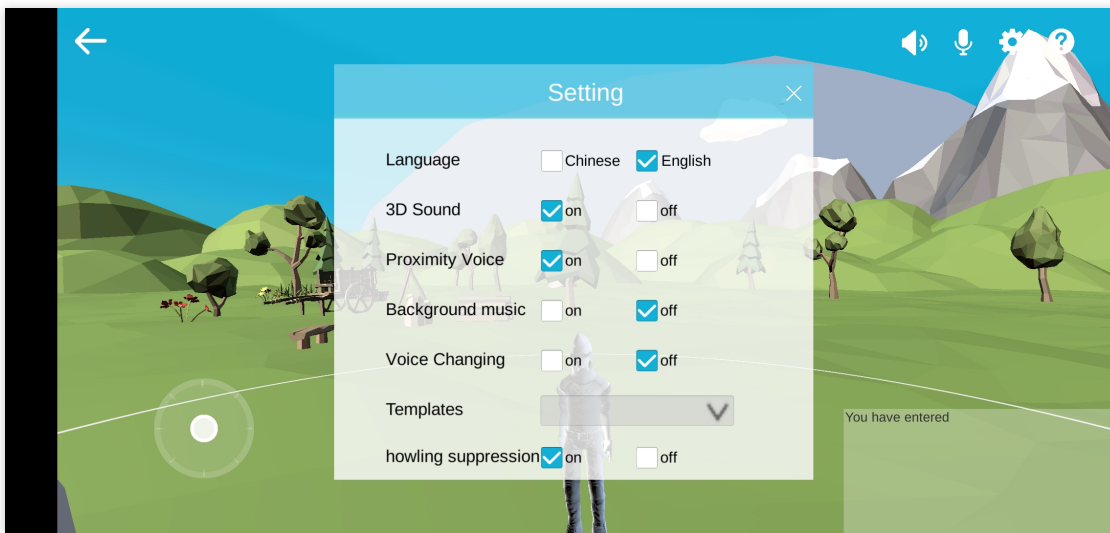 Setting
Language Chinese English
3D Sound on off
Proximity Voice on off
Background music on off
Voice Changing on off
Templates
howling suppression on off
You have entered